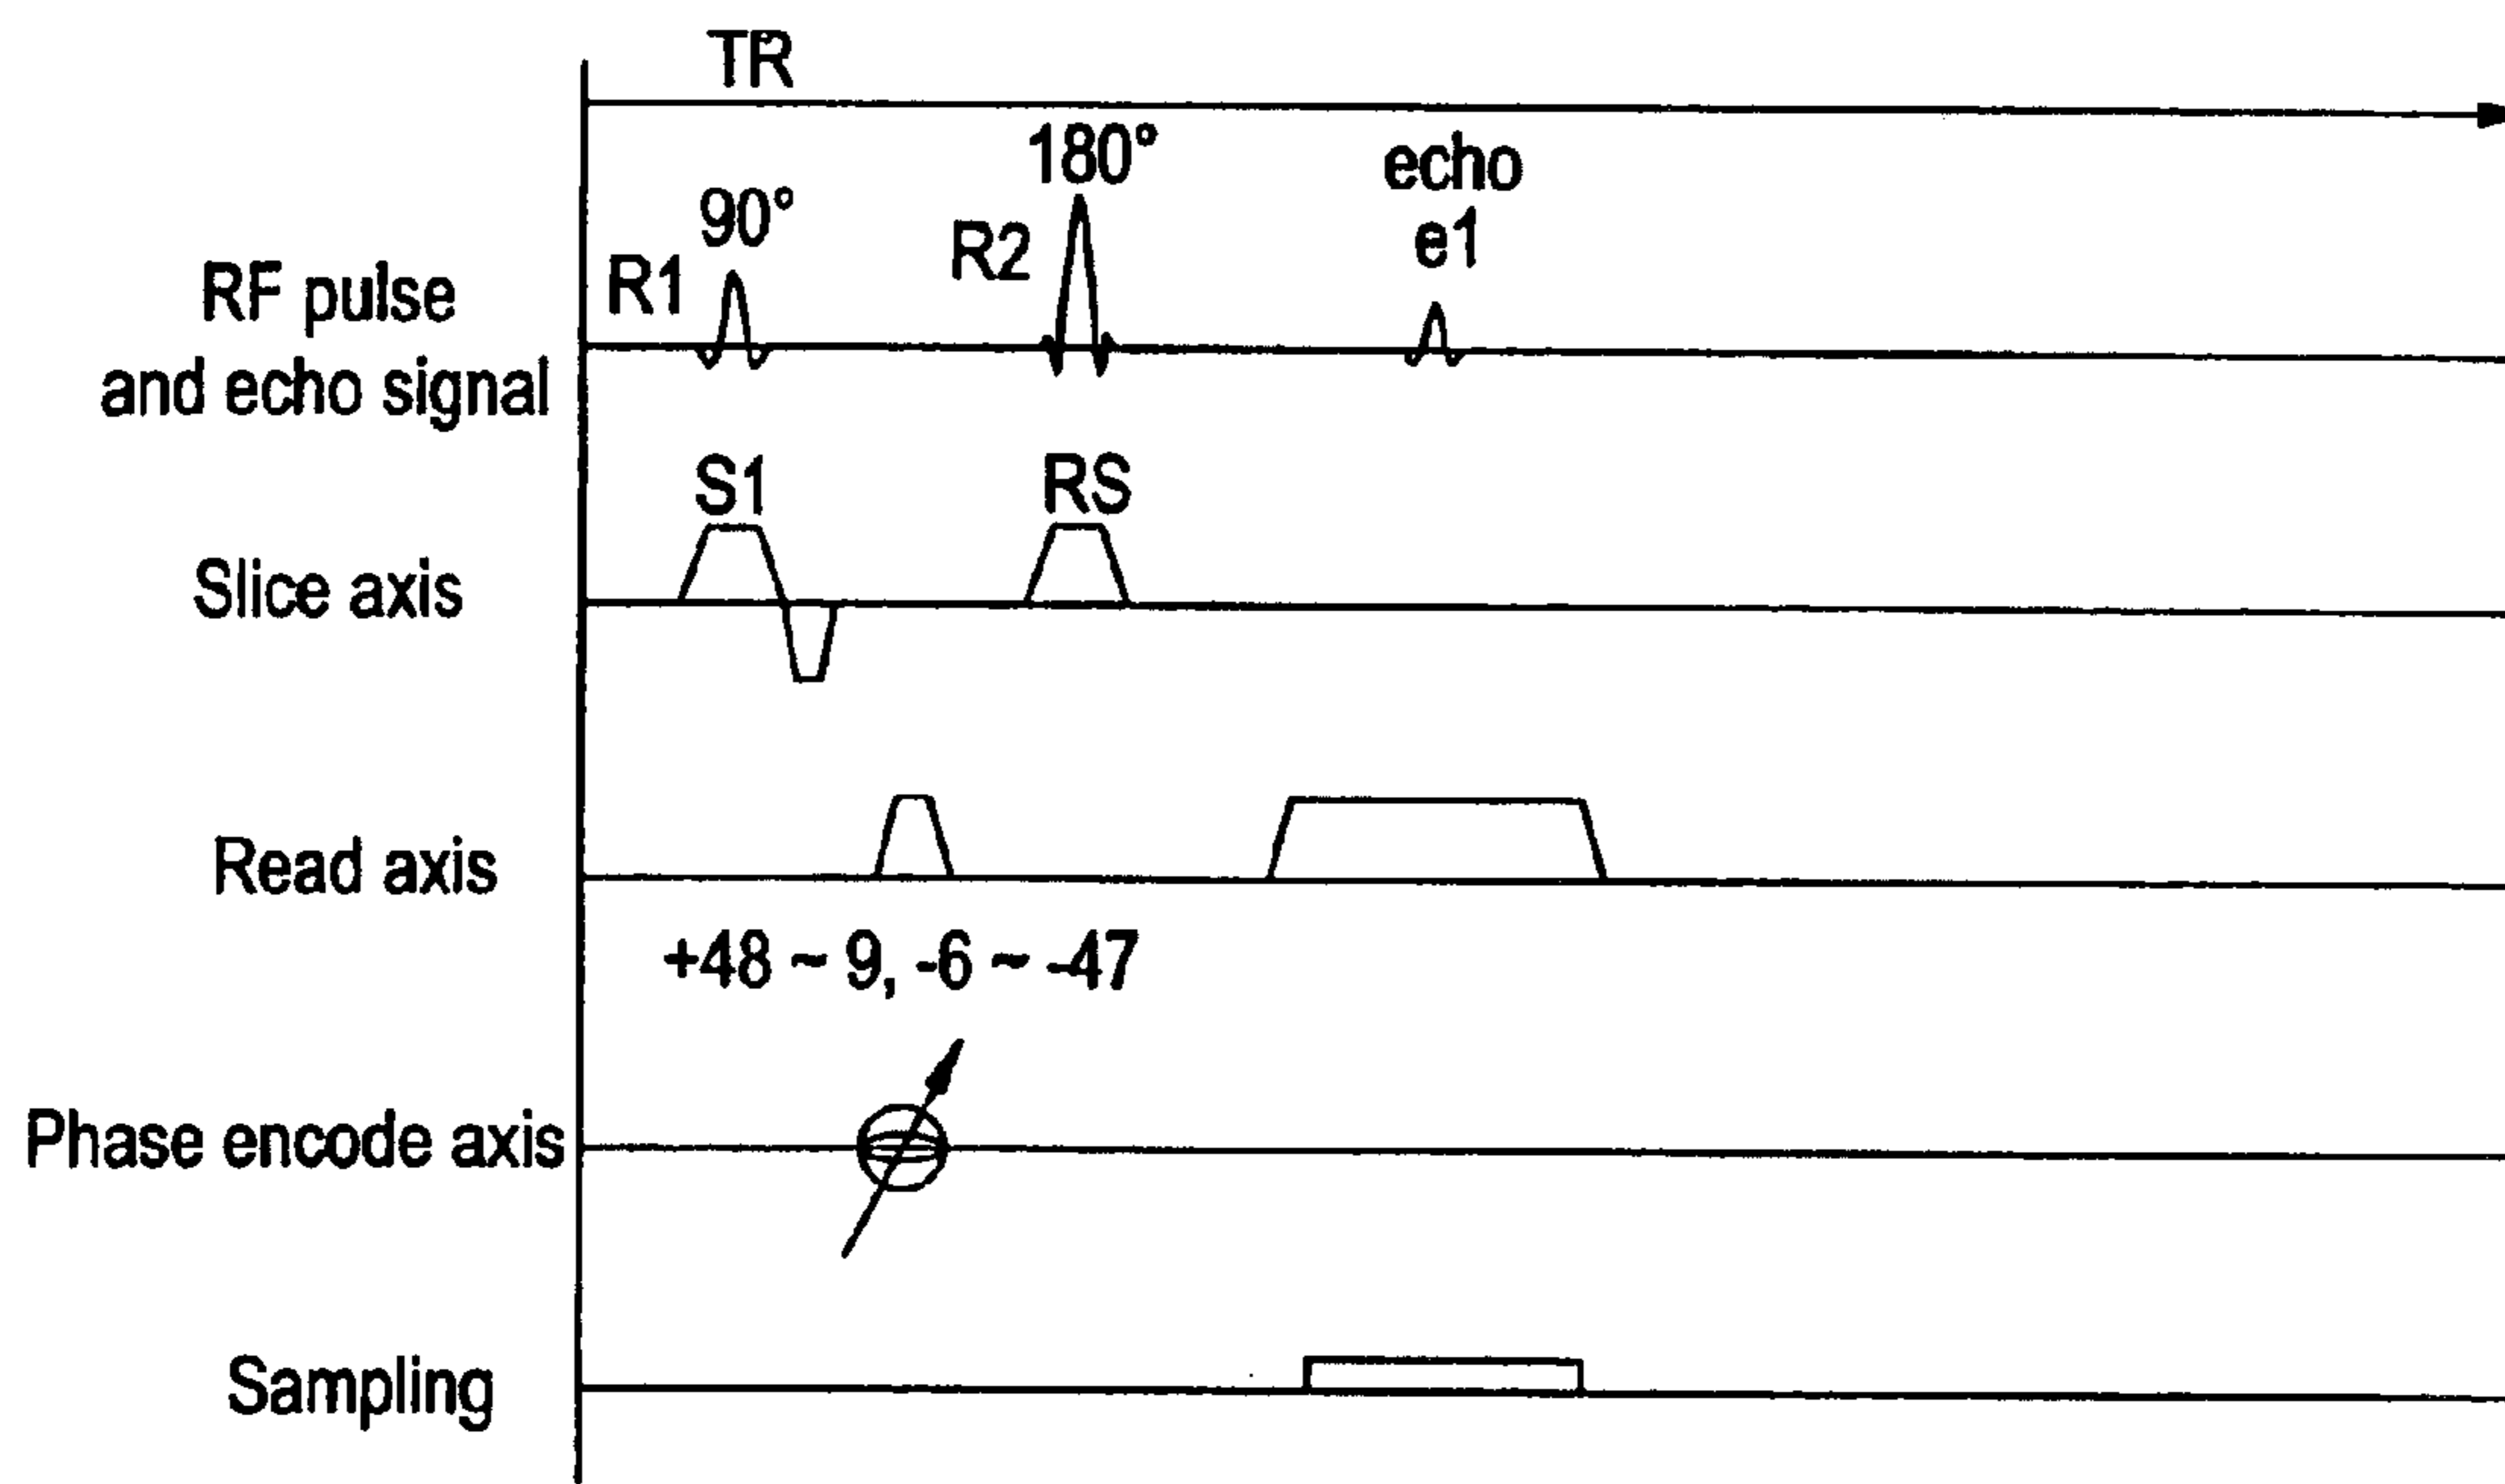 TR
90°
180°
echo
e1
R1
R2
RF pulse
and echo signal
S1
RS
Slice axis
Read axis
+48 ~ 9, -6 ~ -47
Phase encode axis
Sampling